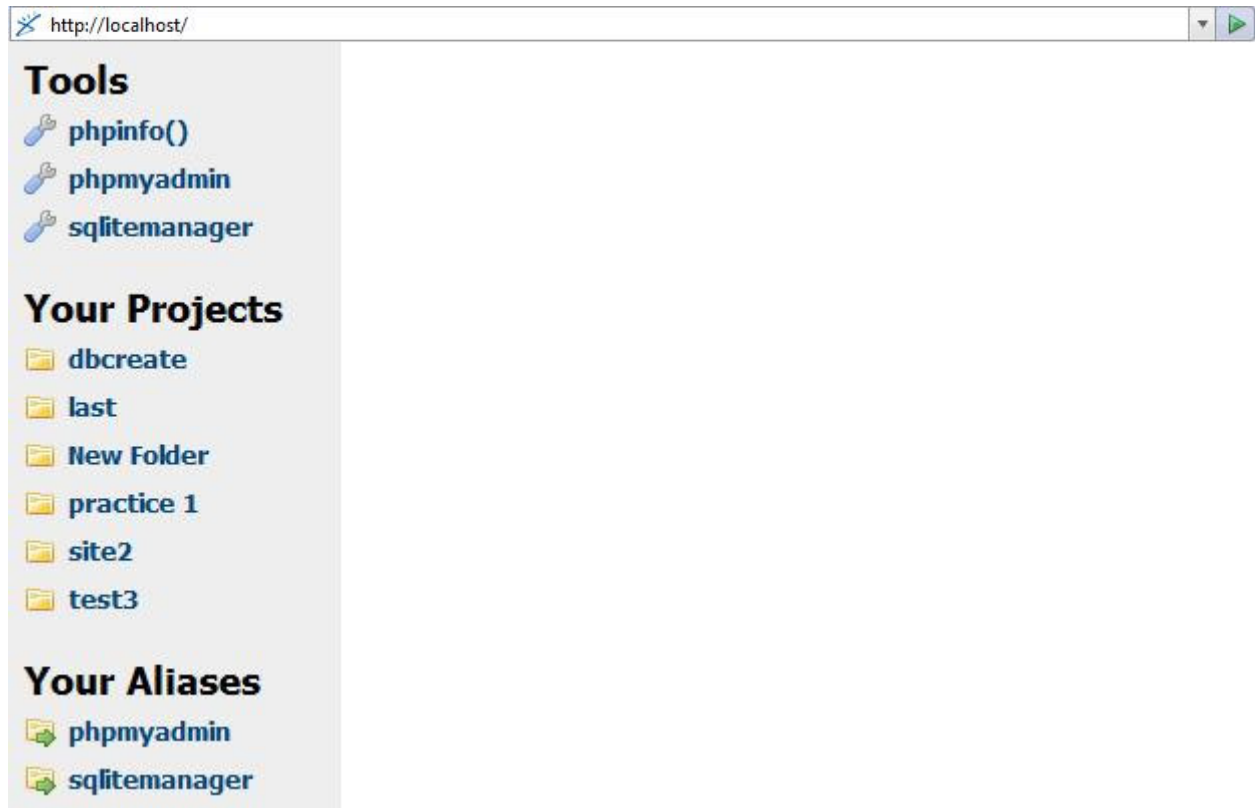 http://localhost/
Tools
phpinfo()
phpmyadmin
sqlitemanager
Your Projects
dbcreate
last
New Folder
practice 1
site2
test3
Your Aliases
phpmyadmin
sqlitemanager